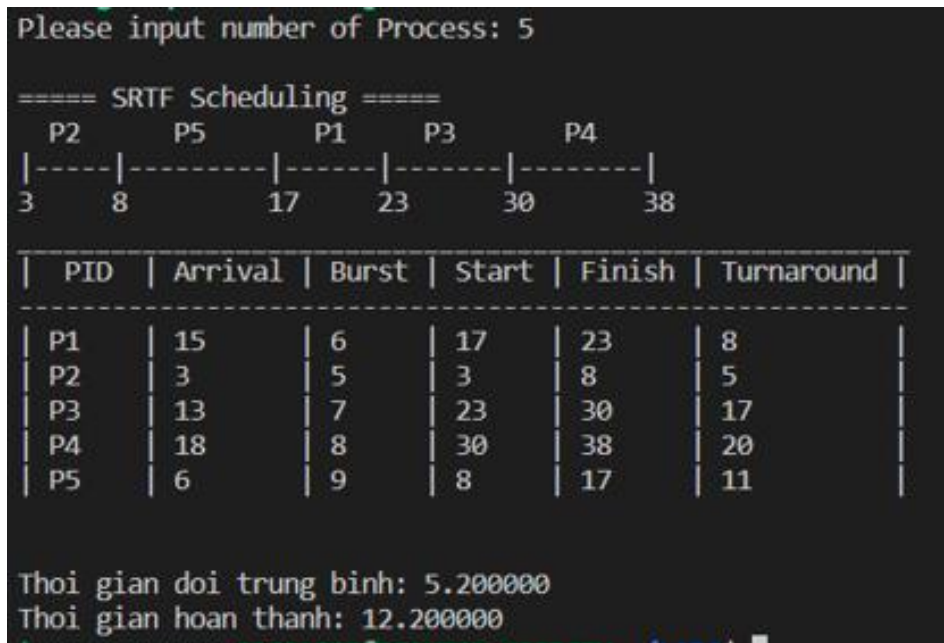 Please input number of Process: 5
===== SRTF Scheduling =====
P2 P5 P1 P3 P4
|-----|---------|------|-------|--------|
3 8 17 23 30 38
| PID | Arrival | Burst | Start | Finish | Turnaround |
| P1 | 15 | 6 | 17 | 23 | 8 |
| P2 | 3 | 5 | 3 | 8 | 5 |
| P3 | 13 | 7 | 23 | 30 | 17 |
| P4 | 18 | 8 | 30 | 38 | 20 |
| P5 | 6 | 9 | 8 | 17 | 11 |
Thoi gian doi trung binh: 5.200000
Thoi gian hoan thanh: 12.200000